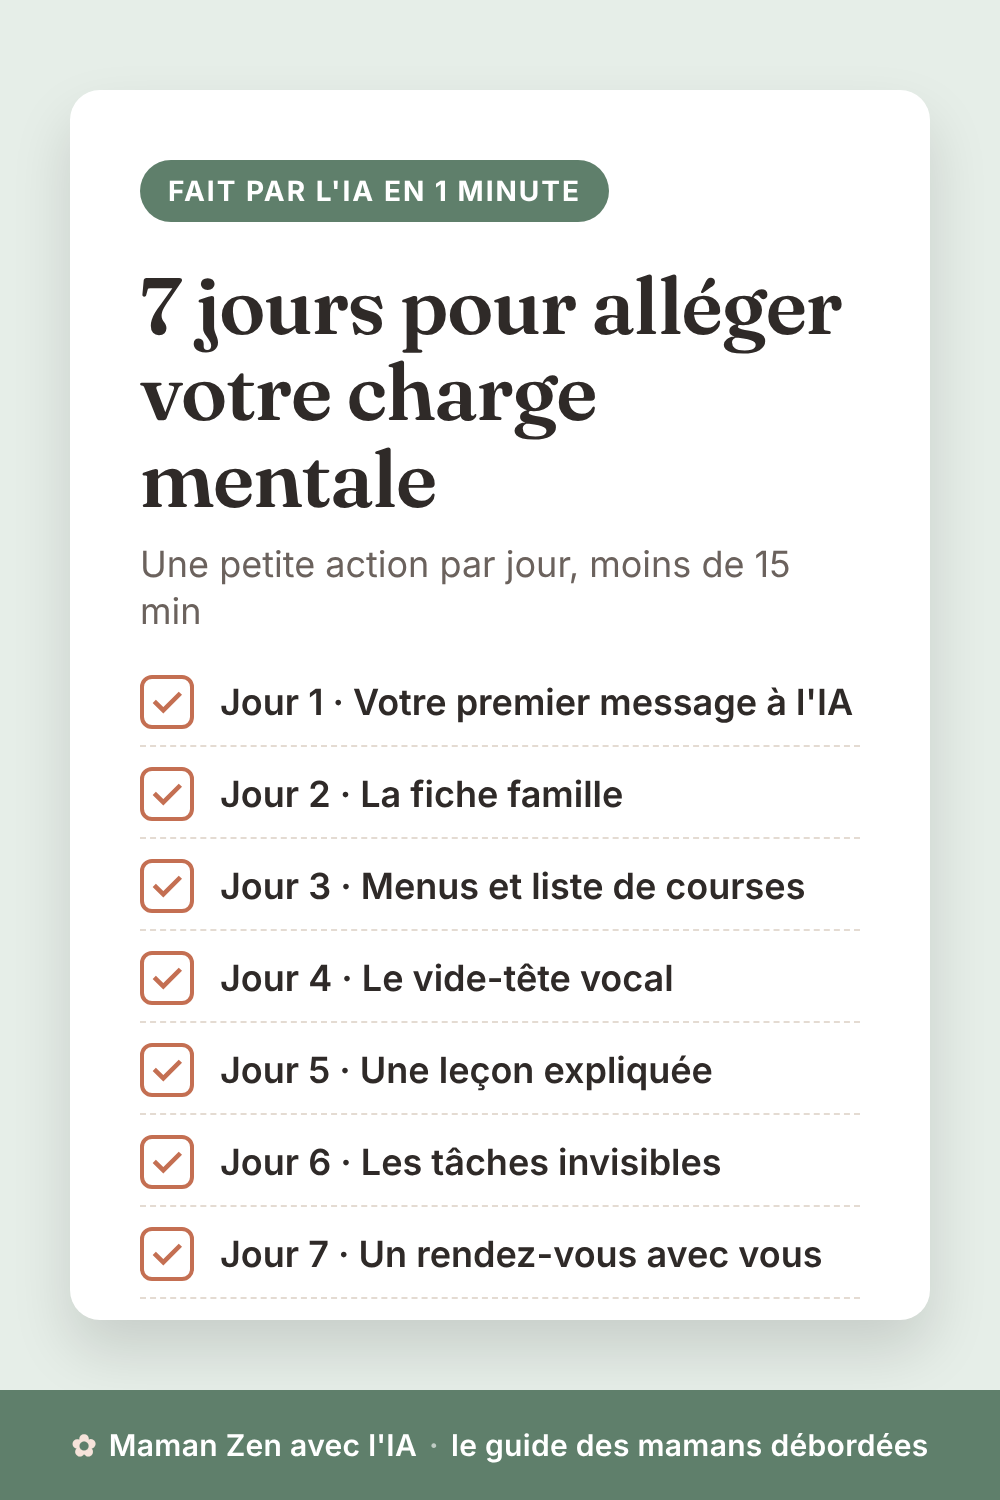 FAIT PAR L'IA EN 1 MINUTE
7 jours pour alléger
votre charge
mentale
Une petite action par jour, moins de 15
min
Jour 1 · Votre premier message à l'IA
Jour 2 · La fiche famille
Jour 3 · Menus et liste de courses
Jour 4 · Le vide-tête vocal
Jour 5 · Une leçon expliquée
Jour 6 · Les tâches invisibles
Jour 7 · Un rendez-vous avec vous
✿ Maman Zen avec l'IA · le guide des mamans débordées